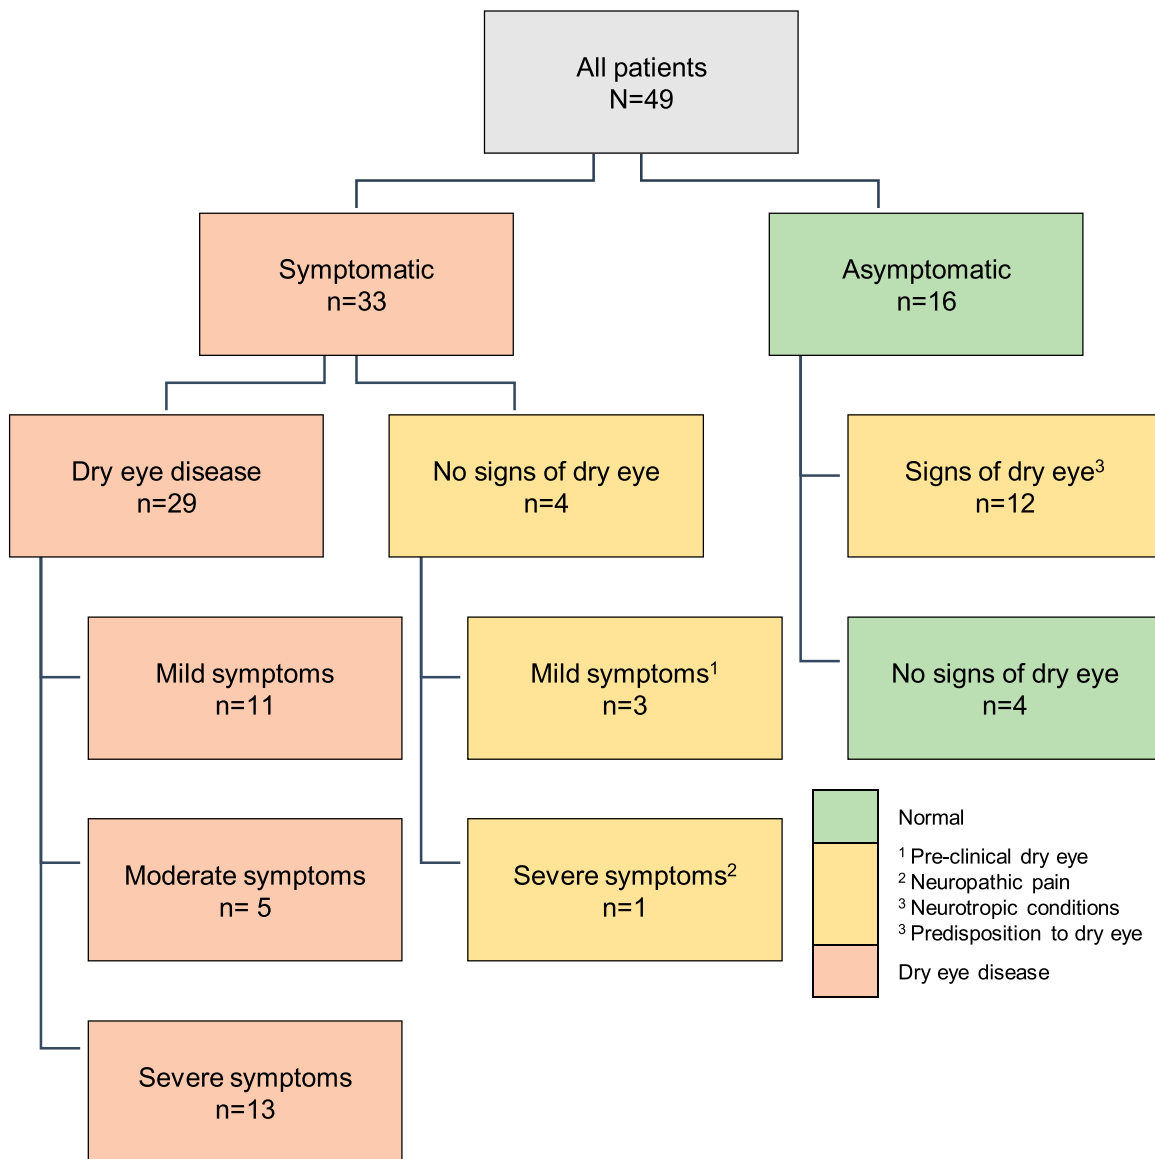 All patients
N=49
Symptomatic
n=33
Asymptomatic
n=16
Dry eye disease
n=29
No signs of dry eye
n=4
Signs of dry eye³
n=12
Mild symptoms
n=11
Mild symptoms¹
n=3
No signs of dry eye
n=4
Moderate symptoms
n= 5
Severe symptoms²
n=1
Severe symptoms
n=13
Normal
¹ Pre-clinical dry eye
² Neuropathic pain
³ Neurotropic conditions
³ Predisposition to dry eye
Dry eye disease